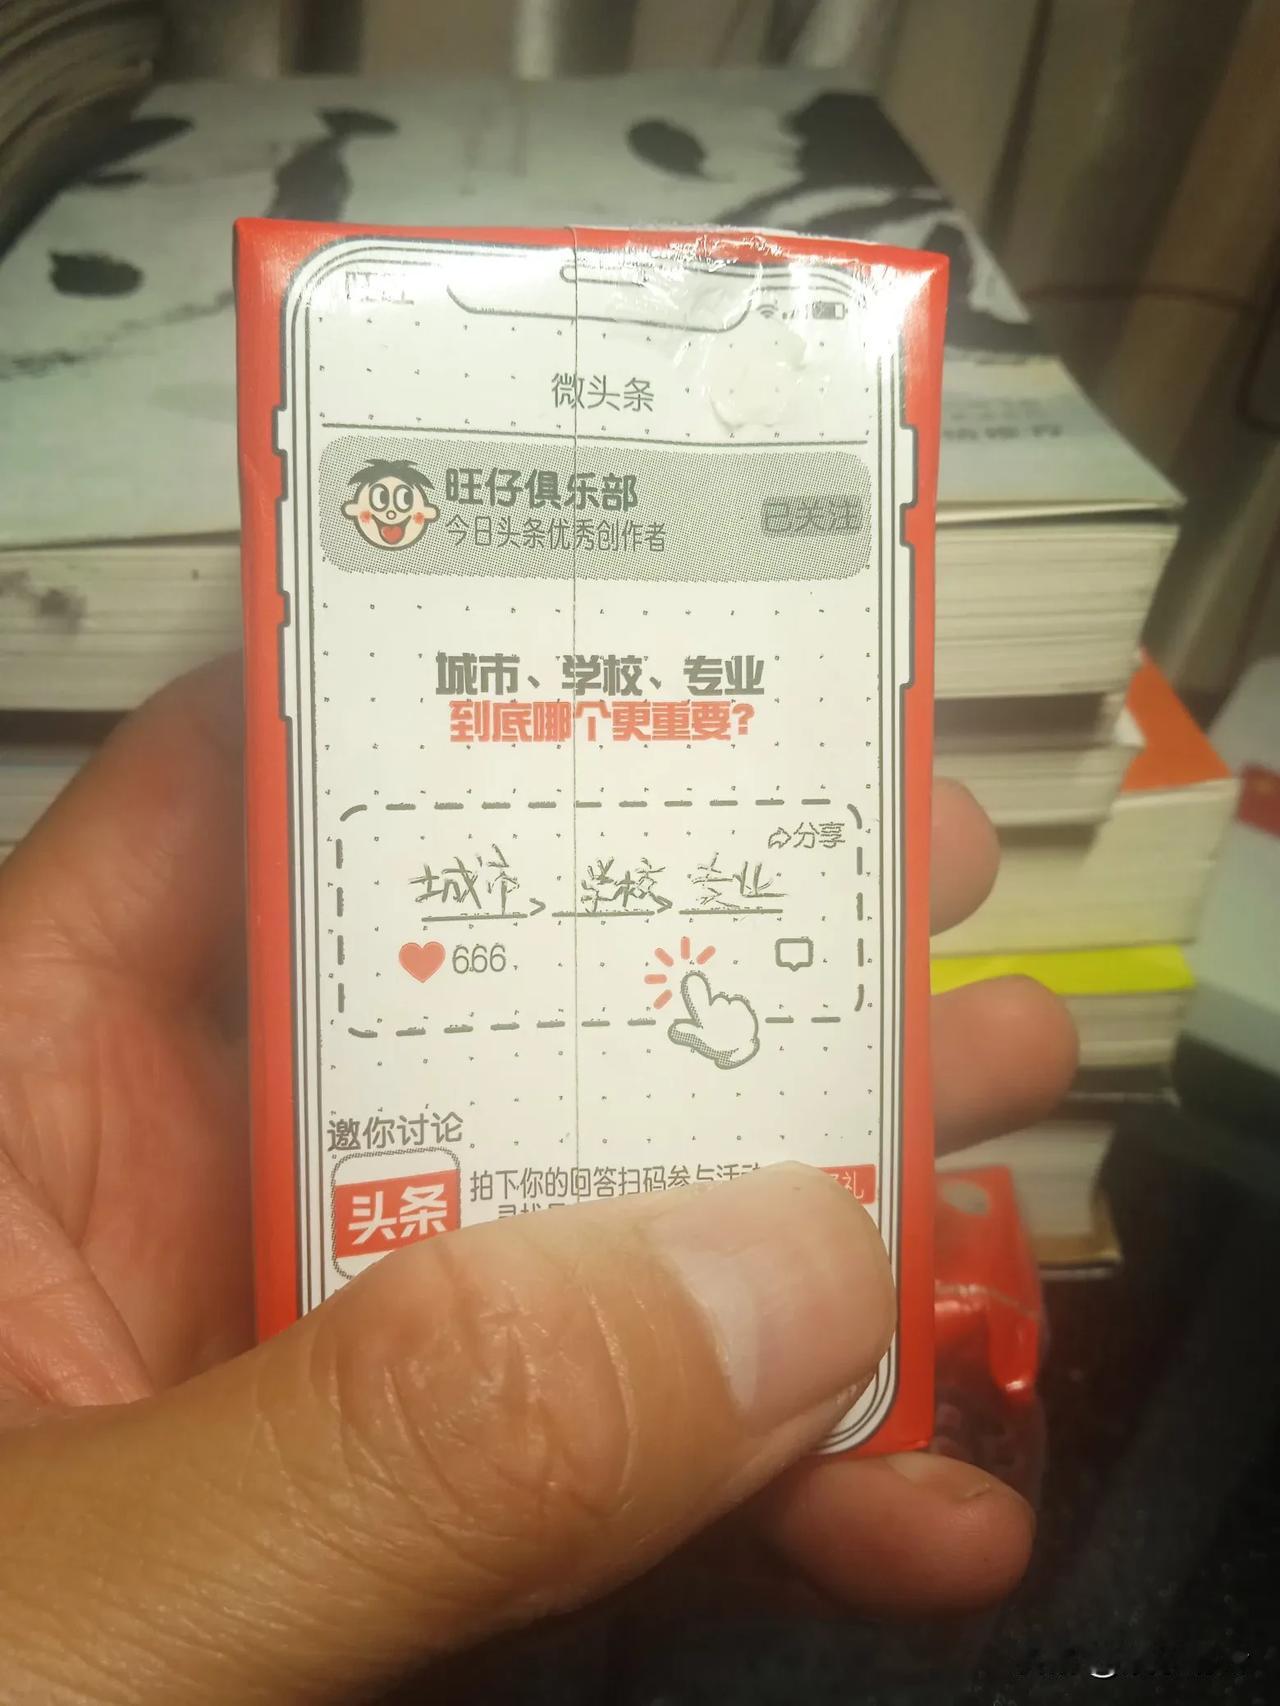 旺旺
微头条
旺仔俱乐部
今日头条优秀创作者
城市、学校、专业
到底哪个更重要?
分享
城市>学校>专业
666
邀你讨论
头条
拍下你的回答扫码参与活动
礼